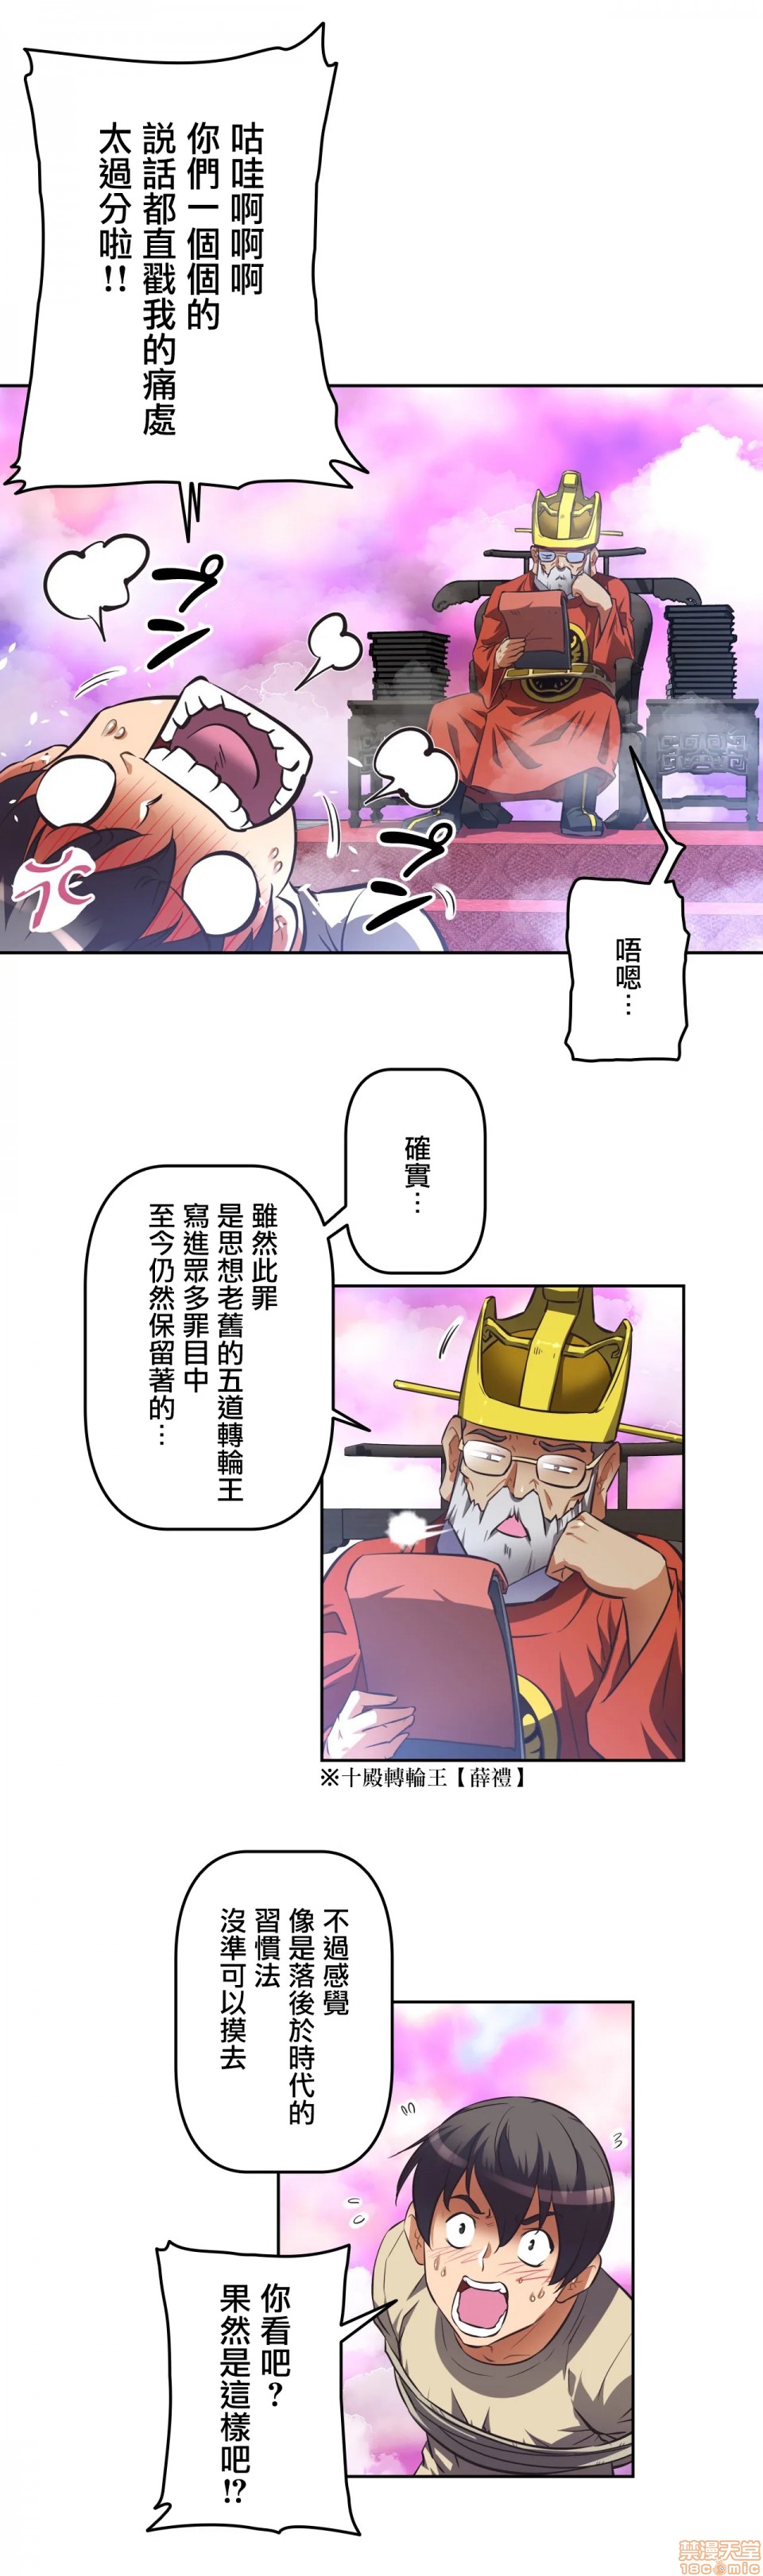 咕哇啊啊啊
你們一個個的
説話都直戳我的痛處
太過分啦!!
プン
プン
唔嗯…
確實…
雖然此罪
是思想老舊的五道轉輪王
寫進眾多罪目中
至今仍然保留著的…
※十殿轉輪王【薛禮】
不過感覺
像是落後於時代的
習慣法
沒準可以摸去
你看吧?
果然是這樣吧!?
禁漫天堂
18comic